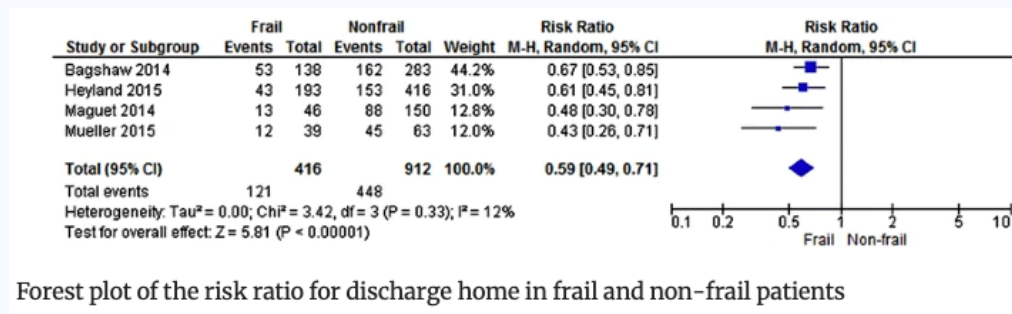 Frail Nonfrail Risk Ratio Risk Ratio
Study or Subgroup Events Total Events Total Weight M-H, Random, 95% CI M-H, Random, 95% CI
Bagshaw 2014 53 138 162 283 44.2% 0.67 [0.53, 0.85]
Heyland 2015 43 193 153 416 31.0% 0.61 [0.45, 0.81]
Maguet 2014 13 46 88 150 12.8% 0.48 [0.30, 0.78]
Mueller 2015 12 39 45 63 12.0% 0.43 [0.26, 0.71]
Total (95% CI) 416 912 100.0% 0.59 [0.49, 0.71]
Total events 121 448
Heterogeneity: Tau² = 0.00; Chi² = 3.42, df = 3 (P = 0.33); I² = 12%
Test for overall effect: Z = 5.81 (P < 0.00001)
0.1 0.2 0.5 1 2 5 10
Frail Non-frail
Forest plot of the risk ratio for discharge home in frail and non-frail patients